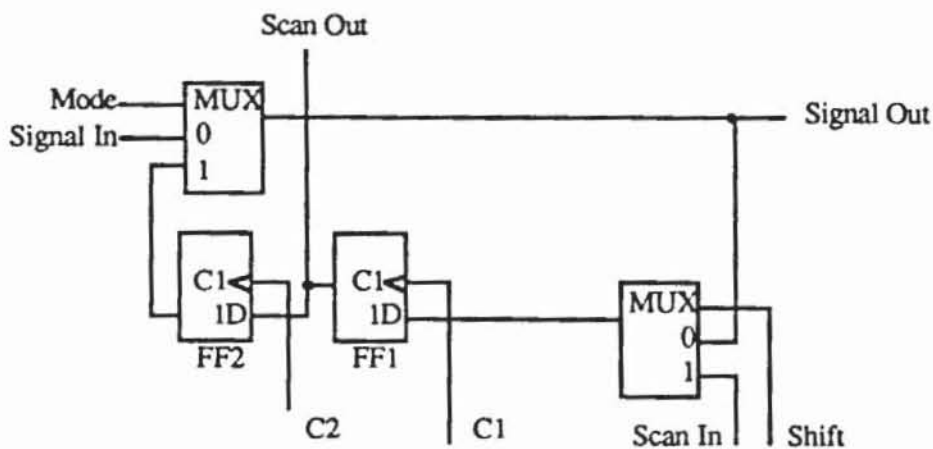 Scan Out
Mode
MUX
Signal In
0
1
Signal Out
C1
1D
FF2
C1
1D
FF1
MUX
0
1
C2
C1
Scan In
Shift